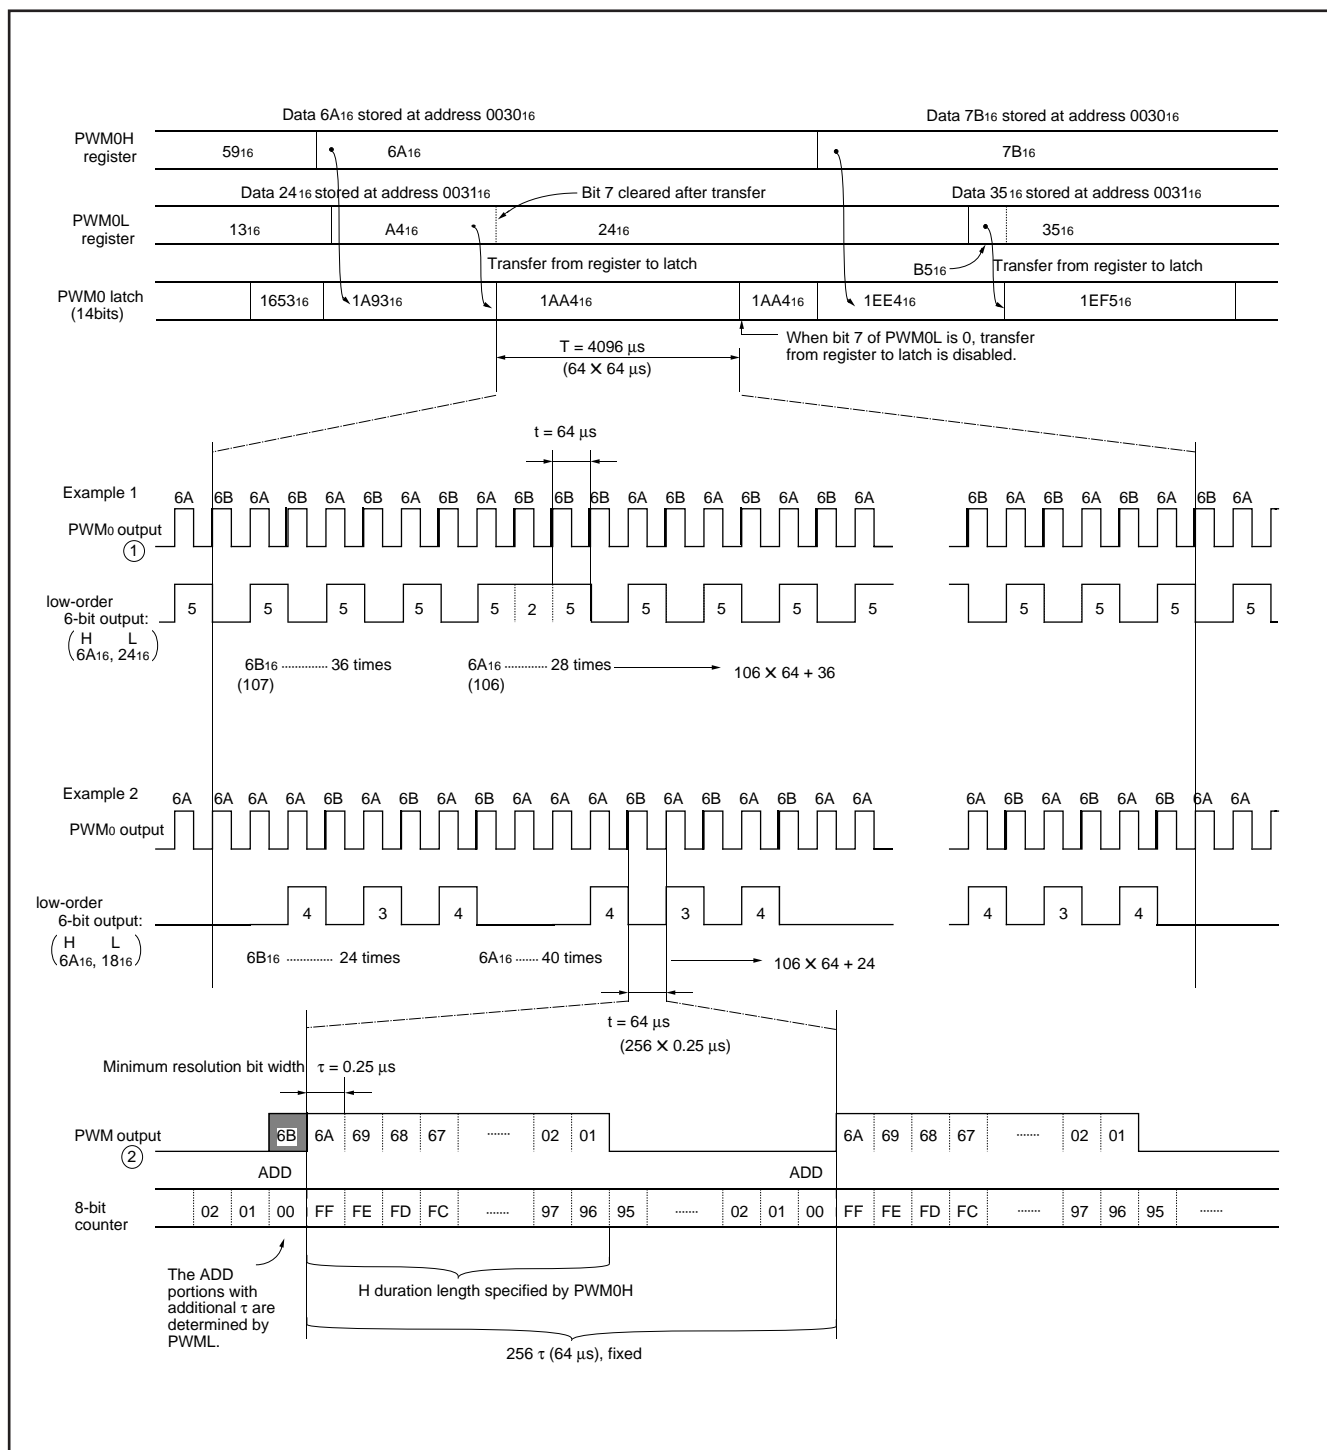 Data 6A16 stored at address 003016
Data 7B16 stored at address 003016
PWM0H
register
5916
6A16
7B16
Data 2416 stored at address 003116
Bit 7 cleared after transfer
Data 3516 stored at address 003116
PWM0L
register
1316
A416
2416
3516
B516
Transfer from register to latch
Transfer from register to latch
PWM0 latch
(14bits)
165316
1A9316
1AA416
1AA416
1EE416
1EF516
When bit 7 of PWM0L is 0, transfer
from register to latch is disabled.
T = 4096 μs
(64 × 64 μs)
t = 64 μs
Example 1
6A 6B 6A 6B 6A 6B 6A 6B 6A 6B 6B 6B 6A 6B 6A 6B 6A 6B 6A 6B 6A 6B 6A 6B 6A 6B 6A
PWM0 output
①
low-order
6-bit output:
5 5 5 5 5 2 5 5 5 5 5 5 5 5 5
H L
(6A16, 2416)
6B16 ............. 36 times
(107)
6A16 ........... 28 times
(106)
106 × 64 + 36
Example 2
6A 6A 6A 6A 6B 6A 6B 6A 6B 6A 6A 6A 6B 6A 6B 6A 6B 6A 6A 6A 6B 6A 6B 6A 6B 6A 6A
PWM0 output
low-order
6-bit output:
4 3 4 4 3 4 4 3 4
H L
(6A16, 1816)
6B16 ............. 24 times
6A16 ...... 40 times
106 × 64 + 24
t = 64 μs
(256 × 0.25 μs)
Minimum resolution bit width τ = 0.25 μs
PWM output
②
6B 6A 69 68 67 ....... 02 01 6A 69 68 67 ....... 02 01
ADD ADD
8-bit
counter
02 01 00 FF FE FD FC ....... 97 96 95 ....... 02 01 00 FF FE FD FC ....... 97 96 95 .......
The ADD
portions with
additional τ are
determined by
PWML.
H duration length specified by PWM0H
256 τ (64 μs), fixed